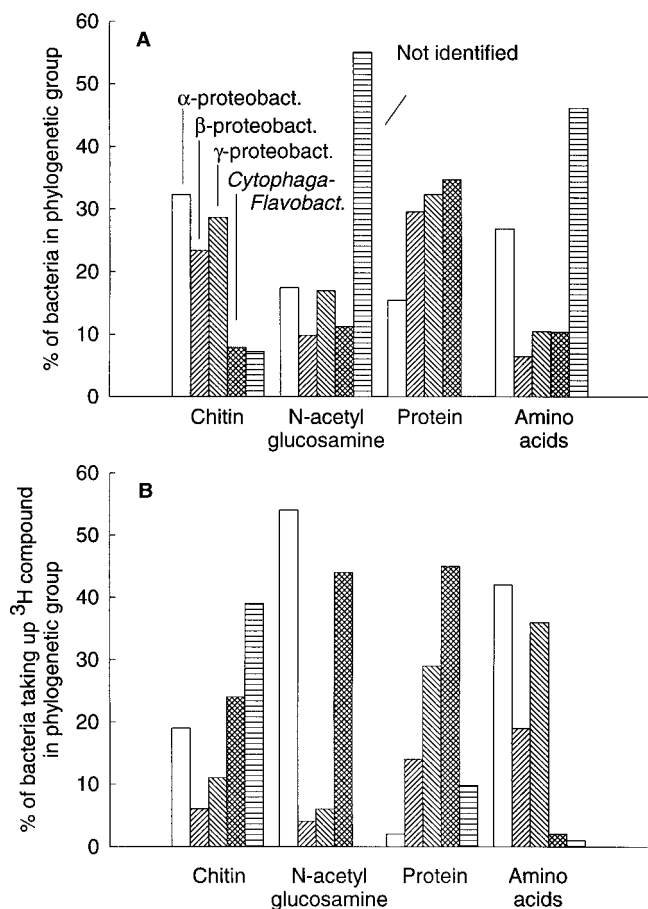 60
A
50
Not identified
α-proteobact.
β-proteobact.
40
γ-proteobact.
Cytophaga-
Flavobact.
30
20
10
0
% of bacteria in phylogenetic group
Chitin
N-acetyl
glucosamine
Protein
Amino
acids
B
60
50
40
30
20
10
0
% of bacteria taking up ³H compound
in phylogenetic group
Chitin
N-acetyl
glucosamine
Protein
Amino
acids